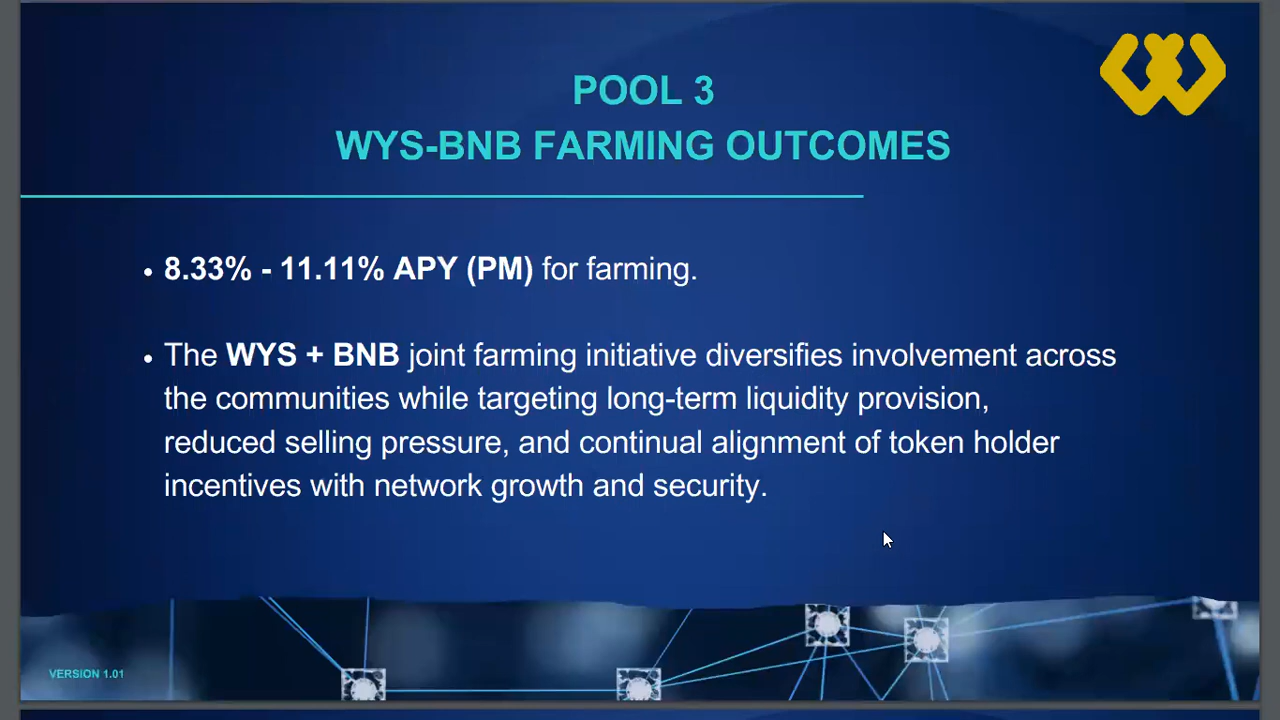 POOL 3
WYS-BNB FARMING OUTCOMES
• 8.33% - 11.11% APY (PM) for farming.
• The WYS + BNB joint farming initiative diversifies involvement across
the communities while targeting long-term liquidity provision,
reduced selling pressure, and continual alignment of token holder
incentives with network growth and security.
VERSION 1.01